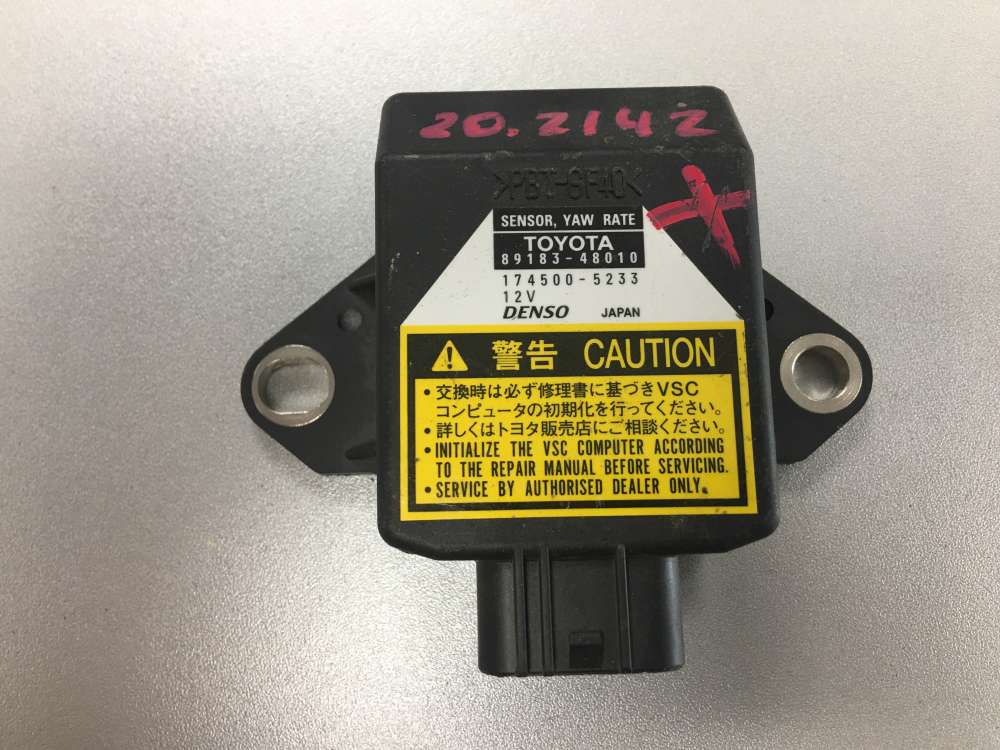 20.2142
>PBT-GF40<
SENSOR, YAW RATE
TOYOTA
89183-48010
174500-5233
12V
DENSO JAPAN
警告 CAUTION
・交換時は必ず修理書に基づきVSC
コンピュータの初期化を行ってください。
・詳しくはトヨタ販売店にご相談ください。
・INITIALIZE THE VSC COMPUTER ACCORDING
TO THE REPAIR MANUAL BEFORE SERVICING.
・SERVICE BY AUTHORISED DEALER ONLY.